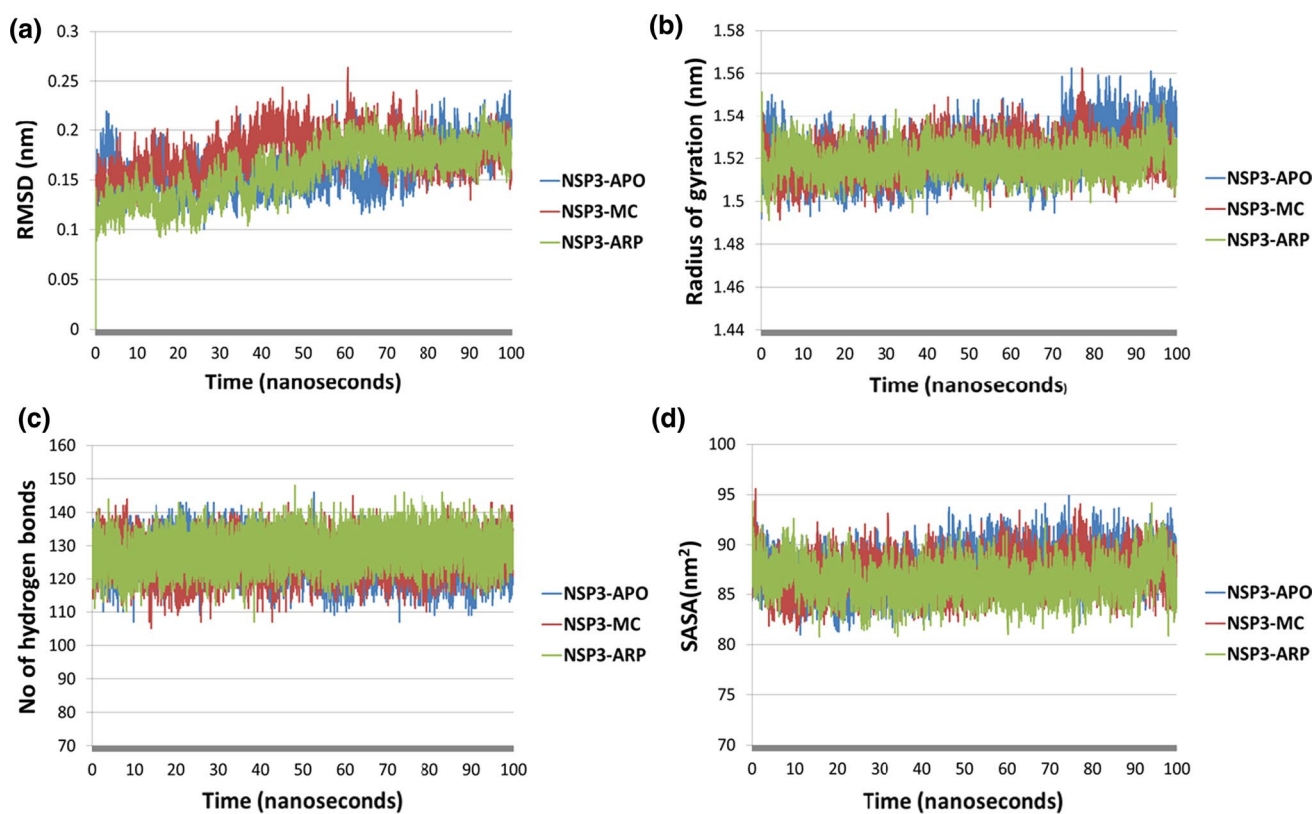 (a)
0.3
0.25
0.2
0.15
0.1
0.05
0
RMSD (nm)
0 10 20 30 40 50 60 70 80 90 100
Time (nanoseconds)
NSP3-APO
NSP3-MC
NSP3-ARP
(b)
1.58
1.56
1.54
1.52
1.5
1.48
1.46
1.44
Radius of gyration (nm)
0 10 20 30 40 50 60 70 80 90 100
Time (nanoseconds)
NSP3-APO
NSP3-MC
NSP3-ARP
(c)
160
150
140
130
120
110
100
90
80
70
No of hydrogen bonds
0 10 20 30 40 50 60 70 80 90 100
Time (nanoseconds)
NSP3-APO
NSP3-MC
NSP3-ARP
(d)
100
95
90
85
80
75
70
SASA(nm²)
0 10 20 30 40 50 60 70 80 90 100
Time (nanoseconds)
NSP3-APO
NSP3-MC
NSP3-ARP